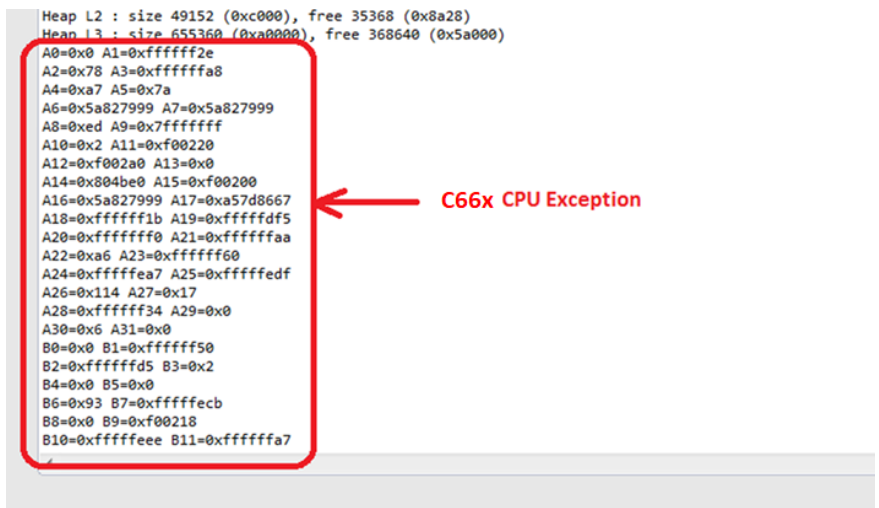 Heap L2 : size 49152 (0xc000), free 35368 (0x8a28)
Heap L3 : size 655360 (0xa0000), free 368640 (0x5a000)
A0=0x0 A1=0xffffff2e
A2=0x78 A3=0xffffffa8
A4=0xa7 A5=0x7a
A6=0x5a827999 A7=0x5a827999
A8=0xed A9=0x7fffffff
A10=0x2 A11=0xf00220
A12=0xf002a0 A13=0x0
A14=0x804be0 A15=0xf00200
A16=0x5a827999 A17=0xa57d8667
C66x CPU Exception
A18=0xffffff1b A19=0xfffffdf5
A20=0xfffffff0 A21=0xffffffaa
A22=0xa6 A23=0xffffff60
A24=0xfffffea7 A25=0xfffffedf
A26=0x114 A27=0x17
A28=0xffffff34 A29=0x0
A30=0x6 A31=0x0
B0=0x0 B1=0xffffff50
B2=0xffffffd5 B3=0x2
B4=0x0 B5=0x0
B6=0x93 B7=0xfffffecb
B8=0x0 B9=0xf00218
B10=0xfffffeee B11=0xffffffa7